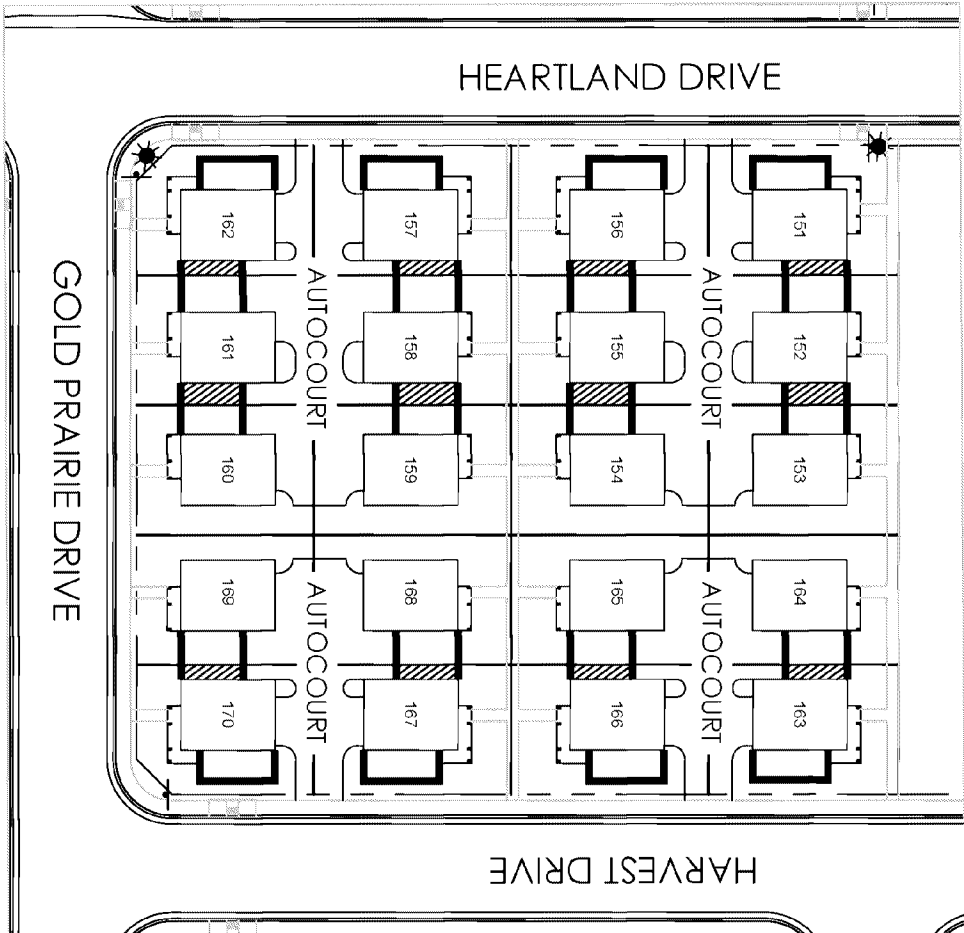 HEARTLAND DRIVE
GOLD PRAIRIE DRIVE
162
157
156
151
AUTOCOURT
AUTOCOURT
161
158
155
152
160
159
154
153
169
168
165
164
AUTOCOURT
AUTOCOURT
170
167
166
163
HARVEST DRIVE